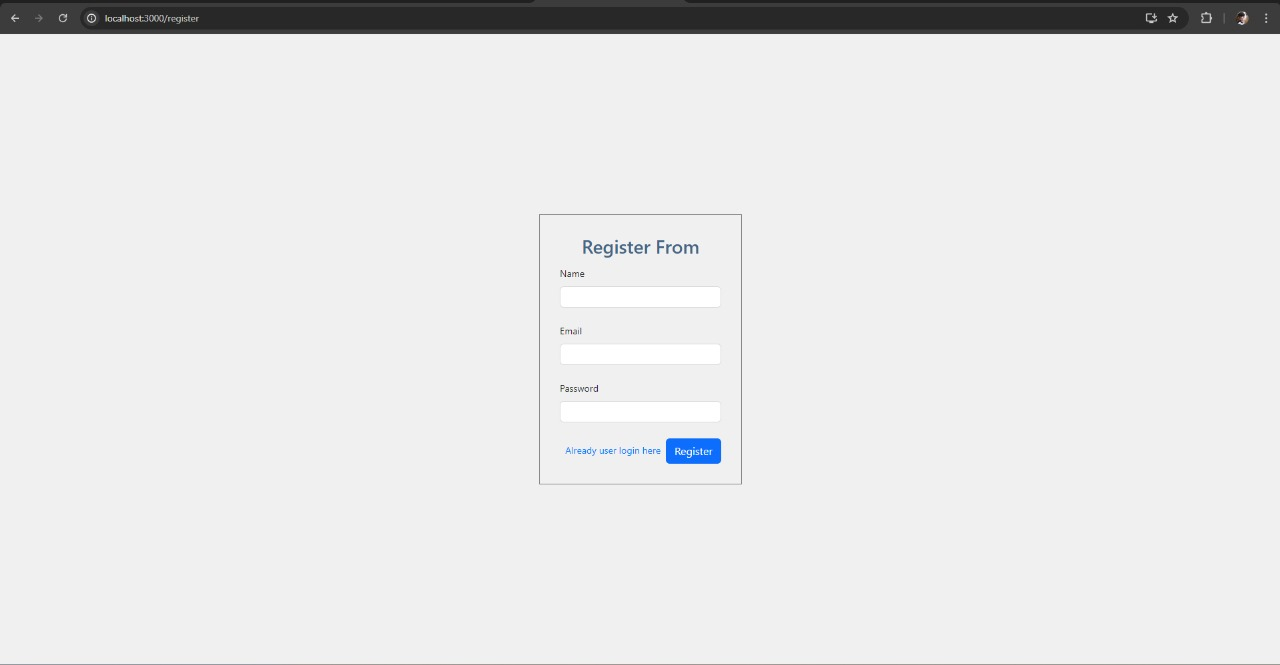 localhost:3000/register
Register From
Name
Email
Password
Already user login here Register